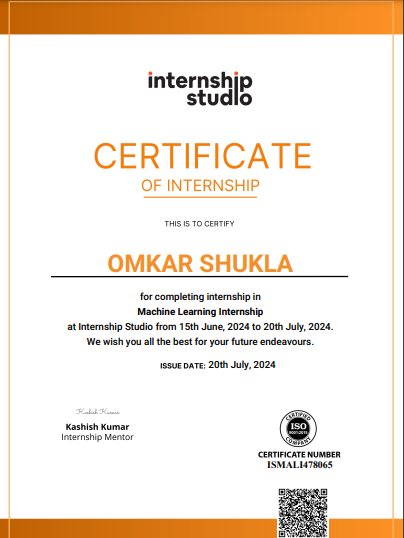 internship
studio
CERTIFICATE
OF INTERNSHIP
THIS IS TO CERTIFY
OMKAR SHUKLA
for completing internship in
Machine Learning Internship
at Internship Studio from 15th June, 2024 to 20th July, 2024.
We wish you all the best for your future endeavours.
ISSUE DATE: 20th July, 2024
Kashish Kumar
Kashish Kumar
Internship Mentor
CERTIFIED
ISO
9001:2015
COMPANY
CERTIFICATE NUMBER
ISMALI478065